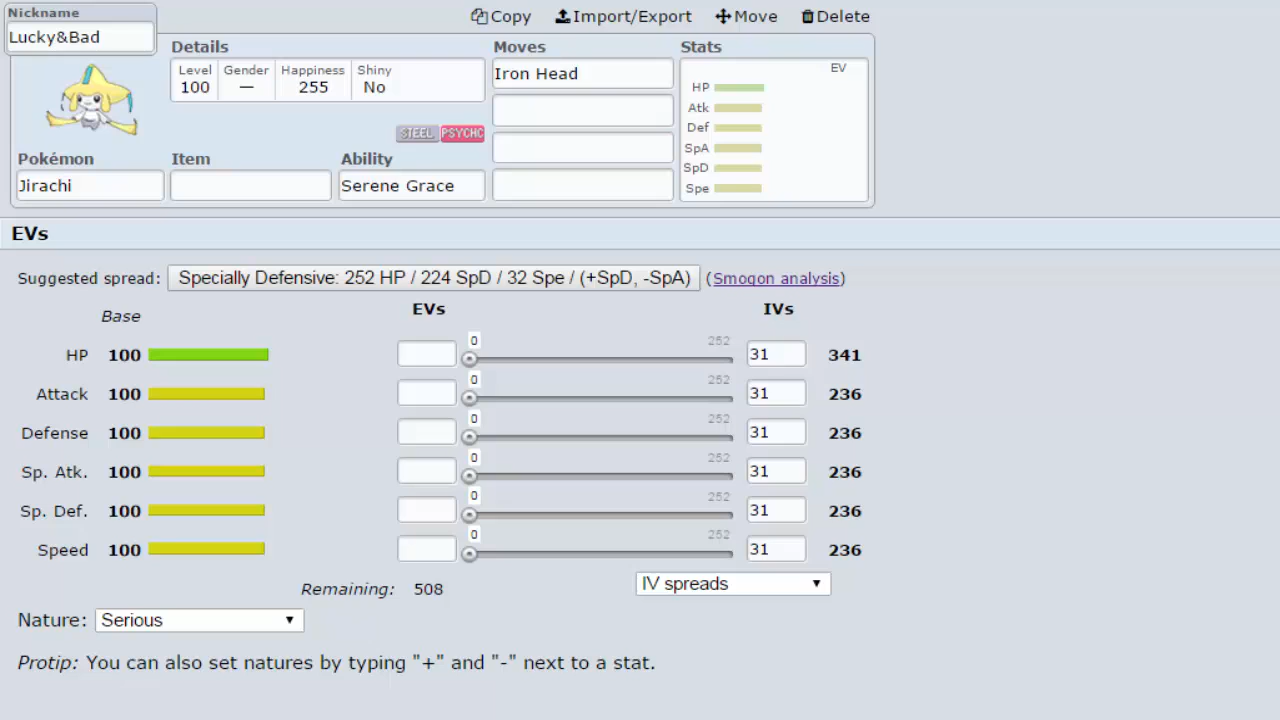 Nickname
Lucky&Bad
Copy Import/Export Move Delete
Details
Level Gender Happiness Shiny
100 — 255 No
STEEL PSYCHC
Pokémon Item Ability
Jirachi Serene Grace
Moves
Iron Head
Stats
EV
HP
Atk
Def
SpA
SpD
Spe
EVs
Suggested spread: Specially Defensive: 252 HP / 224 SpD / 32 Spe / (+SpD, -SpA) (Smogon analysis)
Base EVs IVs
HP 100 0 252 31 341
Attack 100 0 252 31 236
Defense 100 0 252 31 236
Sp. Atk. 100 0 252 31 236
Sp. Def. 100 0 252 31 236
Speed 100 0 252 31 236
Remaining: 508 IV spreads
Nature: Serious
Protip: You can also set natures by typing "+" and "-" next to a stat.